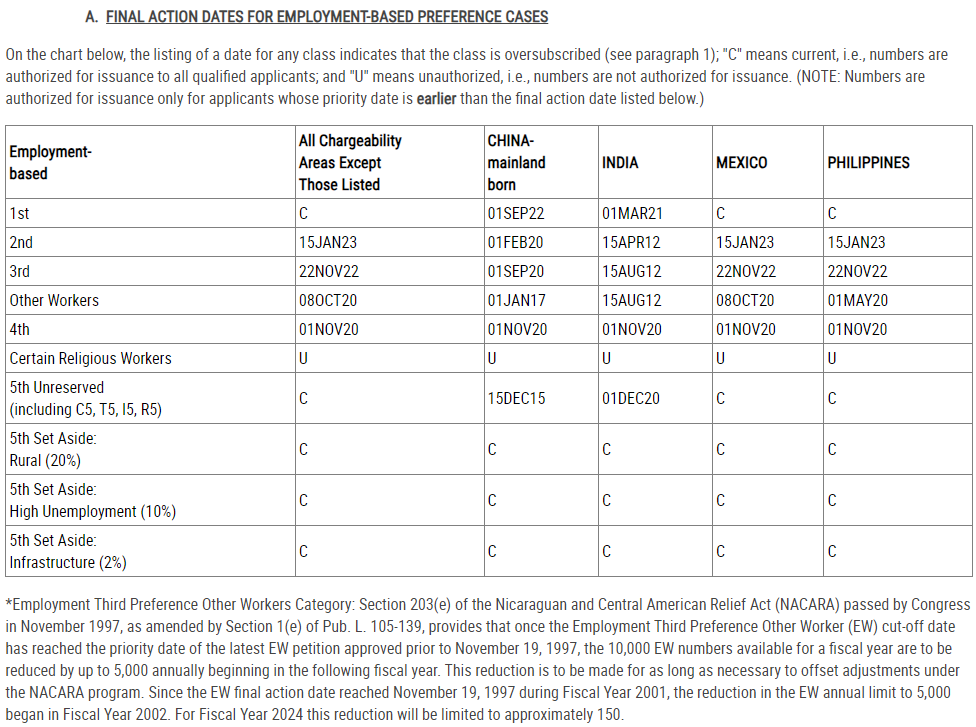 A. FINAL ACTION DATES FOR EMPLOYMENT-BASED PREFERENCE CASES
On the chart below, the listing of a date for any class indicates that the class is oversubscribed (see paragraph 1); "C" means current, i.e., numbers are
authorized for issuance to all qualified applicants; and "U" means unauthorized, i.e., numbers are not authorized for issuance. (NOTE: Numbers are
authorized for issuance only for applicants whose priority date is earlier than the final action date listed below.)
Employment-
based
All Chargeability
Areas Except
Those Listed
CHINA-
mainland
born
INDIA
MEXICO
PHILIPPINES
1st C 01SEP22 01MAR21 C C
2nd 15JAN23 01FEB20 15APR12 15JAN23 15JAN23
3rd 22NOV22 01SEP20 15AUG12 22NOV22 22NOV22
Other Workers 08OCT20 01JAN17 15AUG12 08OCT20 01MAY20
4th 01NOV20 01NOV20 01NOV20 01NOV20 01NOV20
Certain Religious Workers U U U U U
5th Unreserved
(including C5, T5, I5, R5) C 15DEC15 01DEC20 C C
5th Set Aside:
Rural (20%) C C C C C
5th Set Aside:
High Unemployment (10%) C C C C C
5th Set Aside:
Infrastructure (2%) C C C C C
*Employment Third Preference Other Workers Category: Section 203(e) of the Nicaraguan and Central American Relief Act (NACARA) passed by Congress
in November 1997, as amended by Section 1(e) of Pub. L. 105-139, provides that once the Employment Third Preference Other Worker (EW) cut-off date
has reached the priority date of the latest EW petition approved prior to November 19, 1997, the 10,000 EW numbers available for a fiscal year are to be
reduced by up to 5,000 annually beginning in the following fiscal year. This reduction is to be made for as long as necessary to offset adjustments under
the NACARA program. Since the EW final action date reached November 19, 1997 during Fiscal Year 2001, the reduction in the EW annual limit to 5,000
began in Fiscal Year 2002. For Fiscal Year 2024 this reduction will be limited to approximately 150.